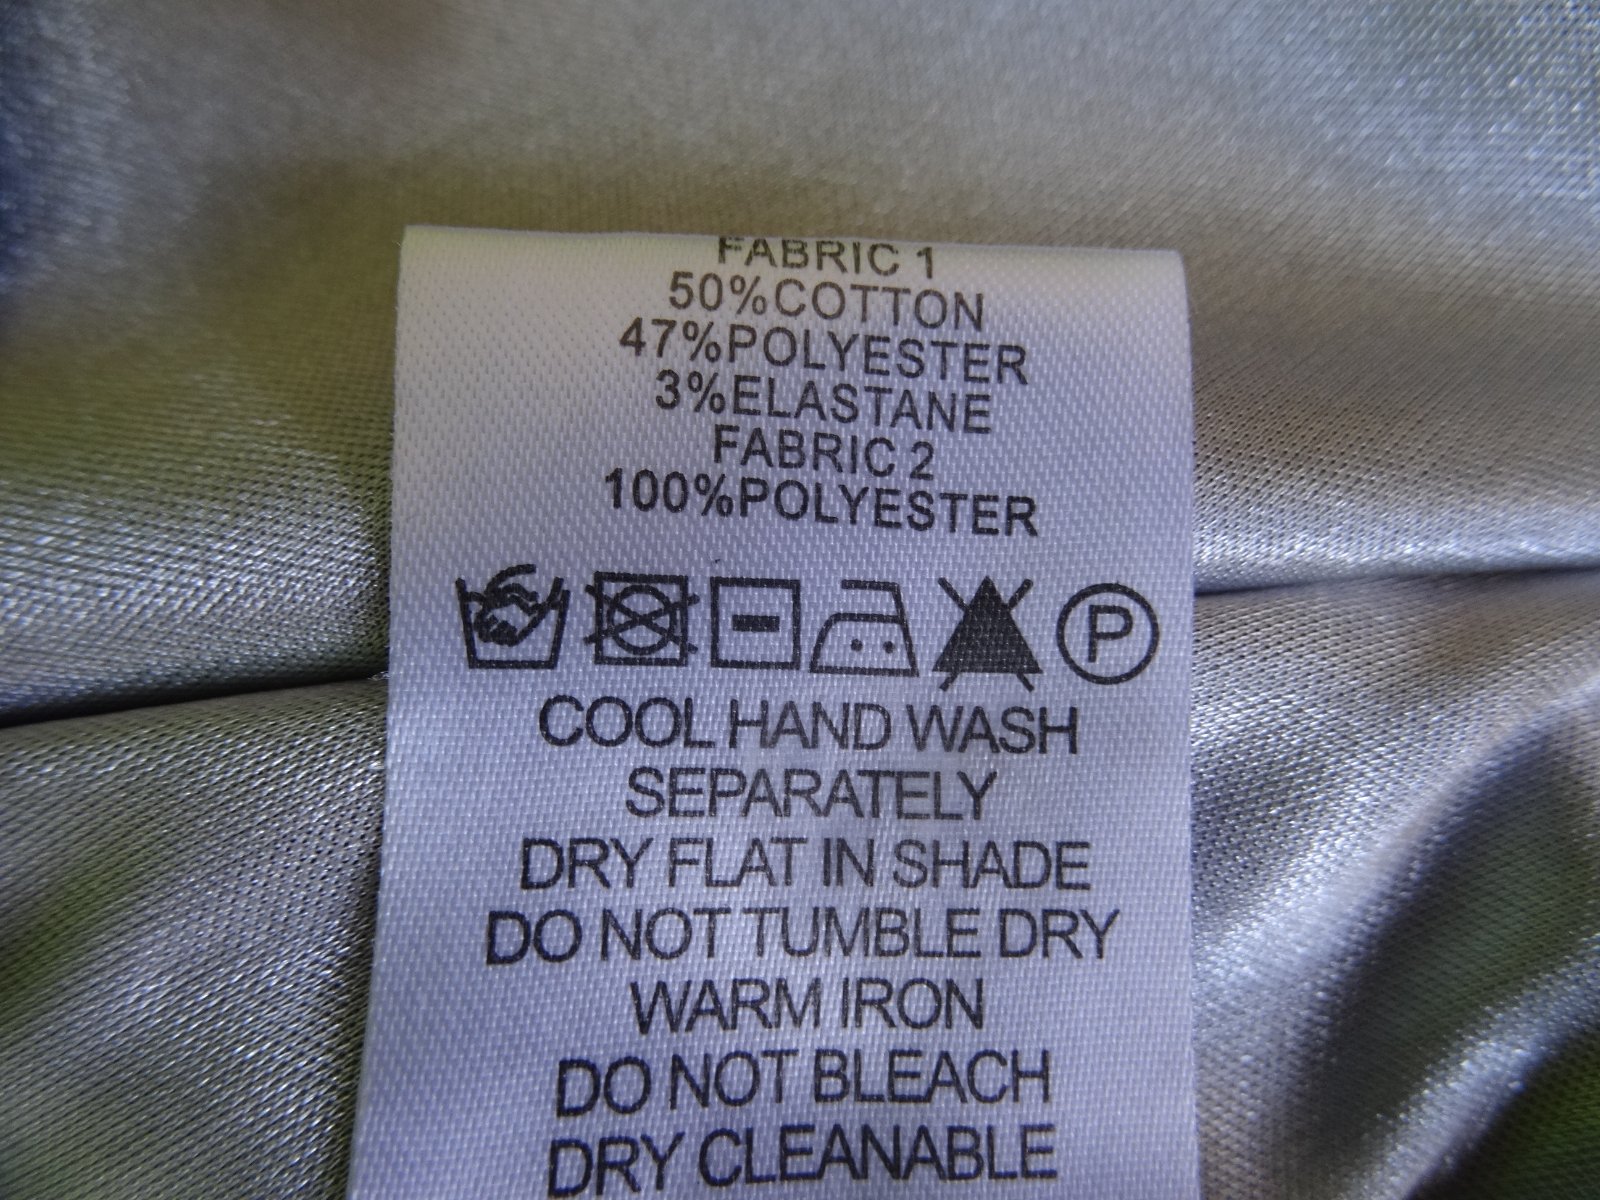 FABRIC 1
50%COTTON
47%POLYESTER
3%ELASTANE
FABRIC 2
100%POLYESTER
P
COOL HAND WASH
SEPARATELY
DRY FLAT IN SHADE
DO NOT TUMBLE DRY
WARM IRON
DO NOT BLEACH
DRY CLEANABLE